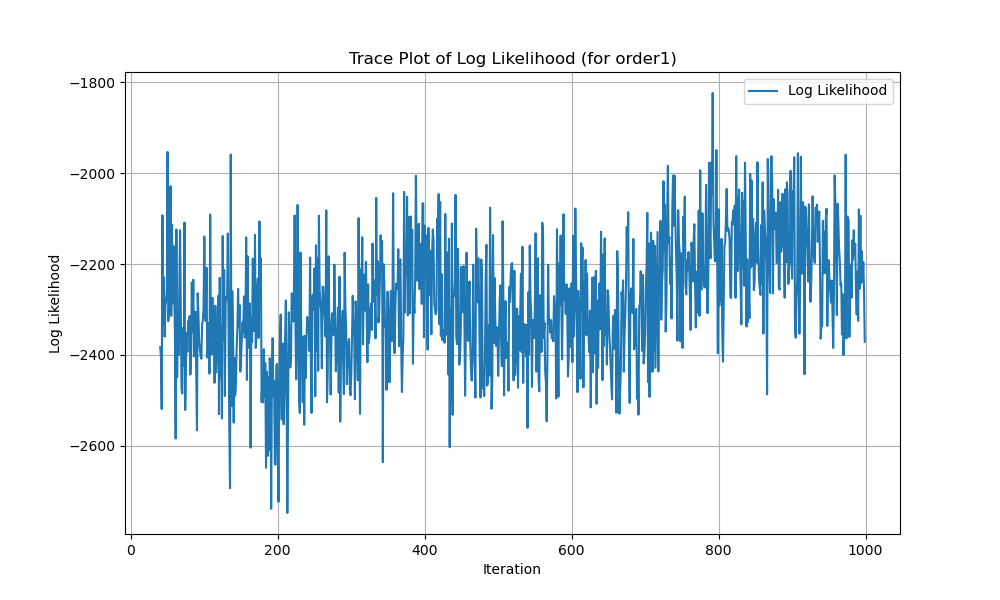 Trace Plot of Log Likelihood (for order1)
Log Likelihood
−1800
−2000
−2200
−2400
−2600
Log Likelihood
0 200 400 600 800 1000
Iteration